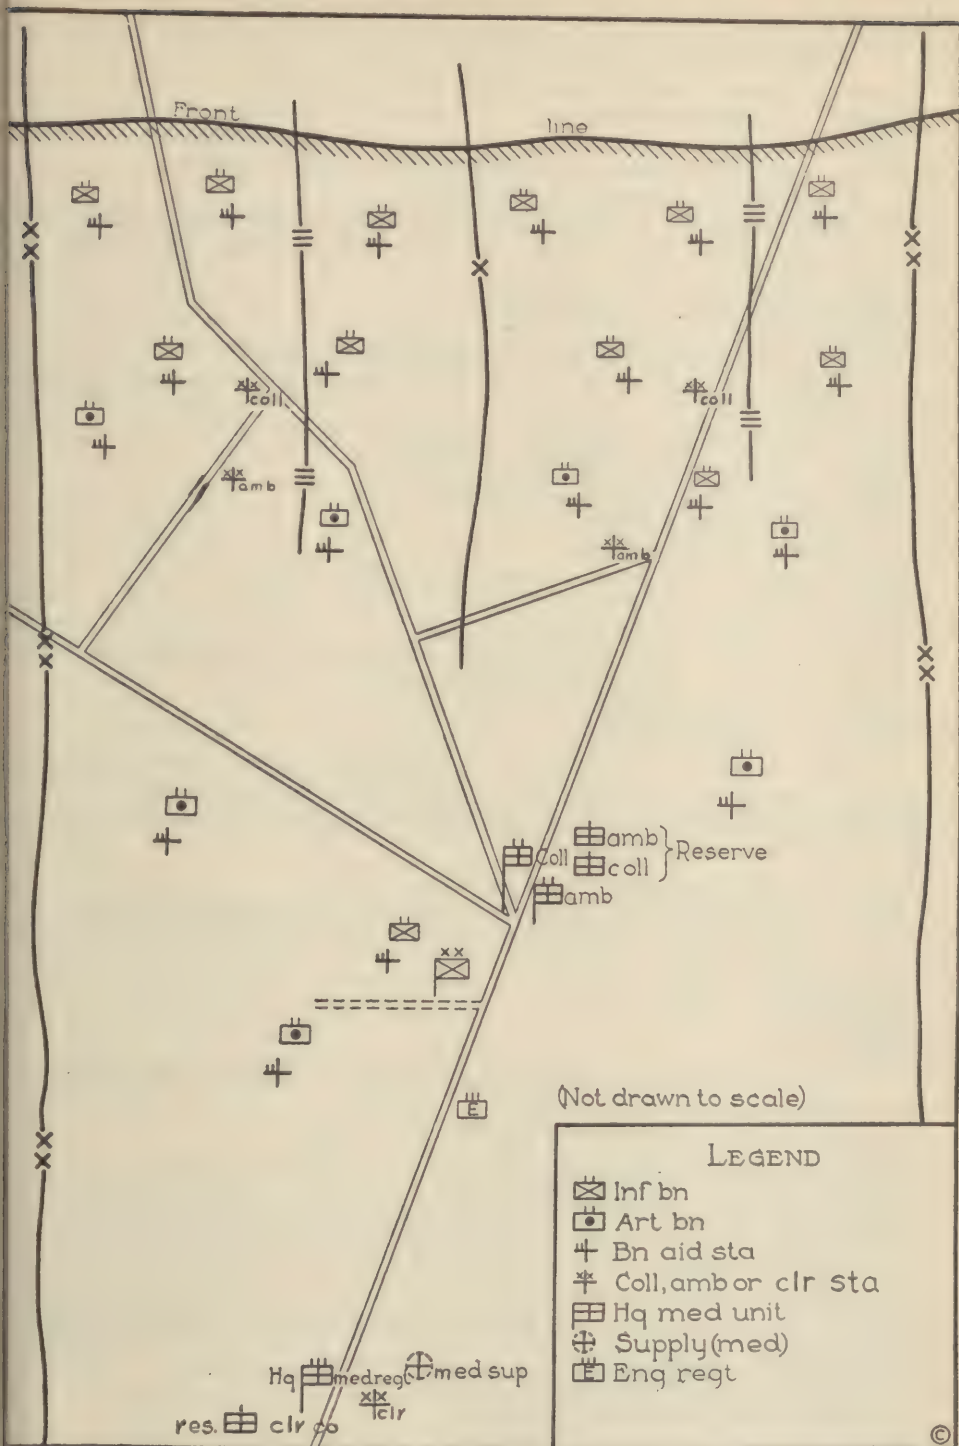 Front line
coll
coll
amb
amb
Coll
amb
coll
Reserve
amb
E
(Not drawn to scale)
LEGEND
Inf bn
Art bn
Bn aid sta
Coll, amb or clr sta
Hq med unit
Supply (med)
E Eng regt
Hq med regt med sup
clr
res. clr co
©